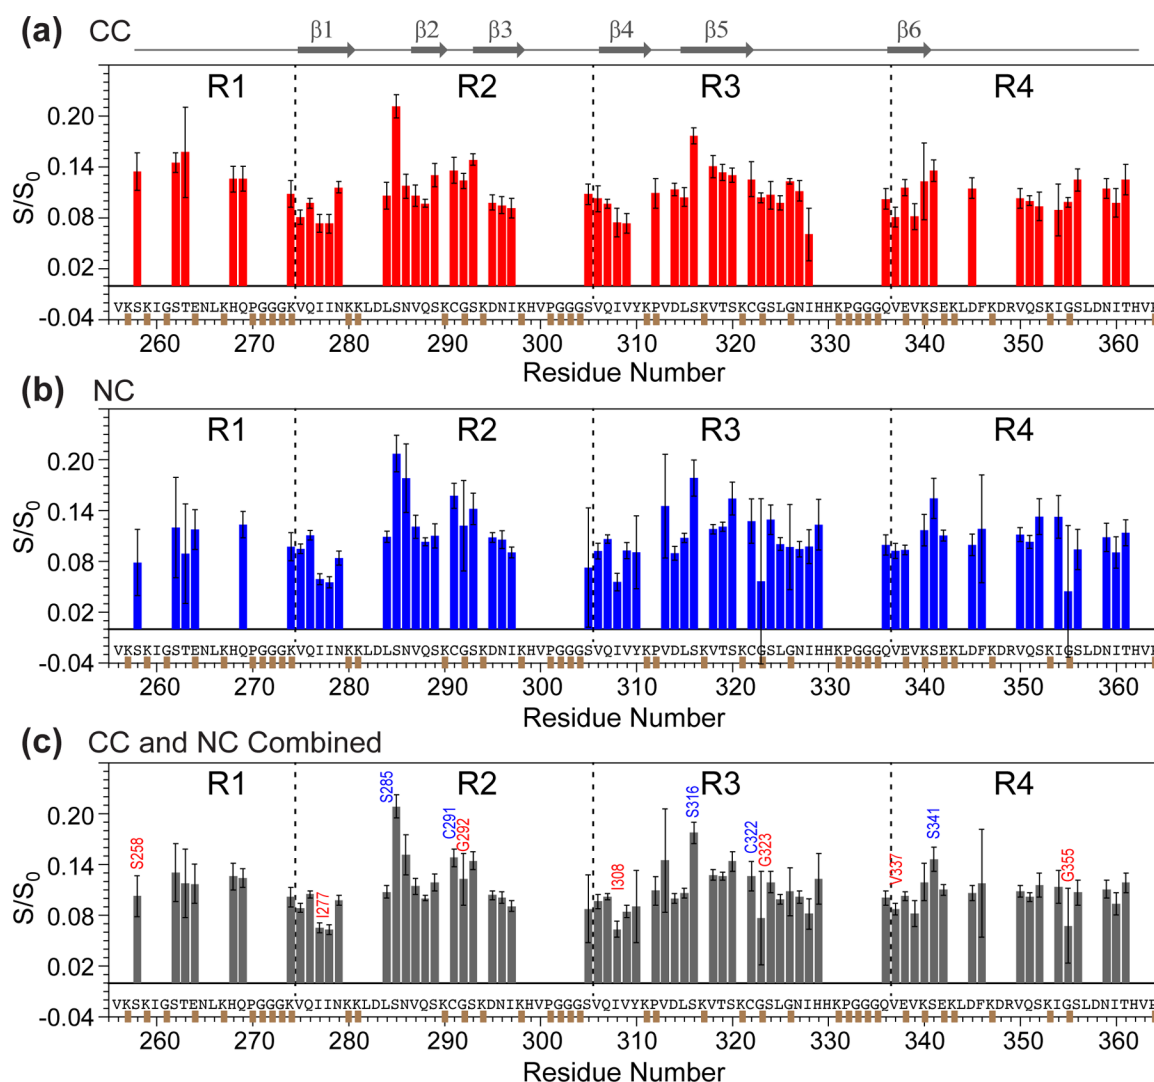 (a) CC
β1 β2 β3 β4 β5 β6
R1 R2 R3 R4
S/S0
0.20
0.14
0.08
0.02
-0.04
VKSKIGSTENLKHQPGGGKVQIINKKLDLSNVQSKCGSKDNIKHVPGGGSVQIVYKPVDLSKVTSKCGSLGNIHHKPGGGQVEVKSEKLDFKDRVQSKIGSLDNITHV
260 270 280 290 300 310 320 330 340 350 360
Residue Number
(b) NC
R1 R2 R3 R4
S/S0
0.20
0.14
0.08
0.02
-0.04
VKSKIGSTENLKHQPGGGKVQIINKKLDLSNVQSKCGSKDNIKHVPGGGSVQIVYKPVDLSKVTSKCGSLGNIHHKPGGGQVEVKSEKLDFKDRVQSKIGSLDNITHV
260 270 280 290 300 310 320 330 340 350 360
Residue Number
(c) CC and NC Combined
R1 R2 R3 R4
S258 I277 S285 C291 G292 I308 S316 C322 G323 V337 S341 G355
S/S0
0.20
0.14
0.08
0.02
-0.04
VKSKIGSTENLKHQPGGGKVQIINKKLDLSNVQSKCGSKDNIKHVPGGGSVQIVYKPVDLSKVTSKCGSLGNIHHKPGGGQVEVKSEKLDFKDRVQSKIGSLDNITHV
260 270 280 290 300 310 320 330 340 350 360
Residue Number